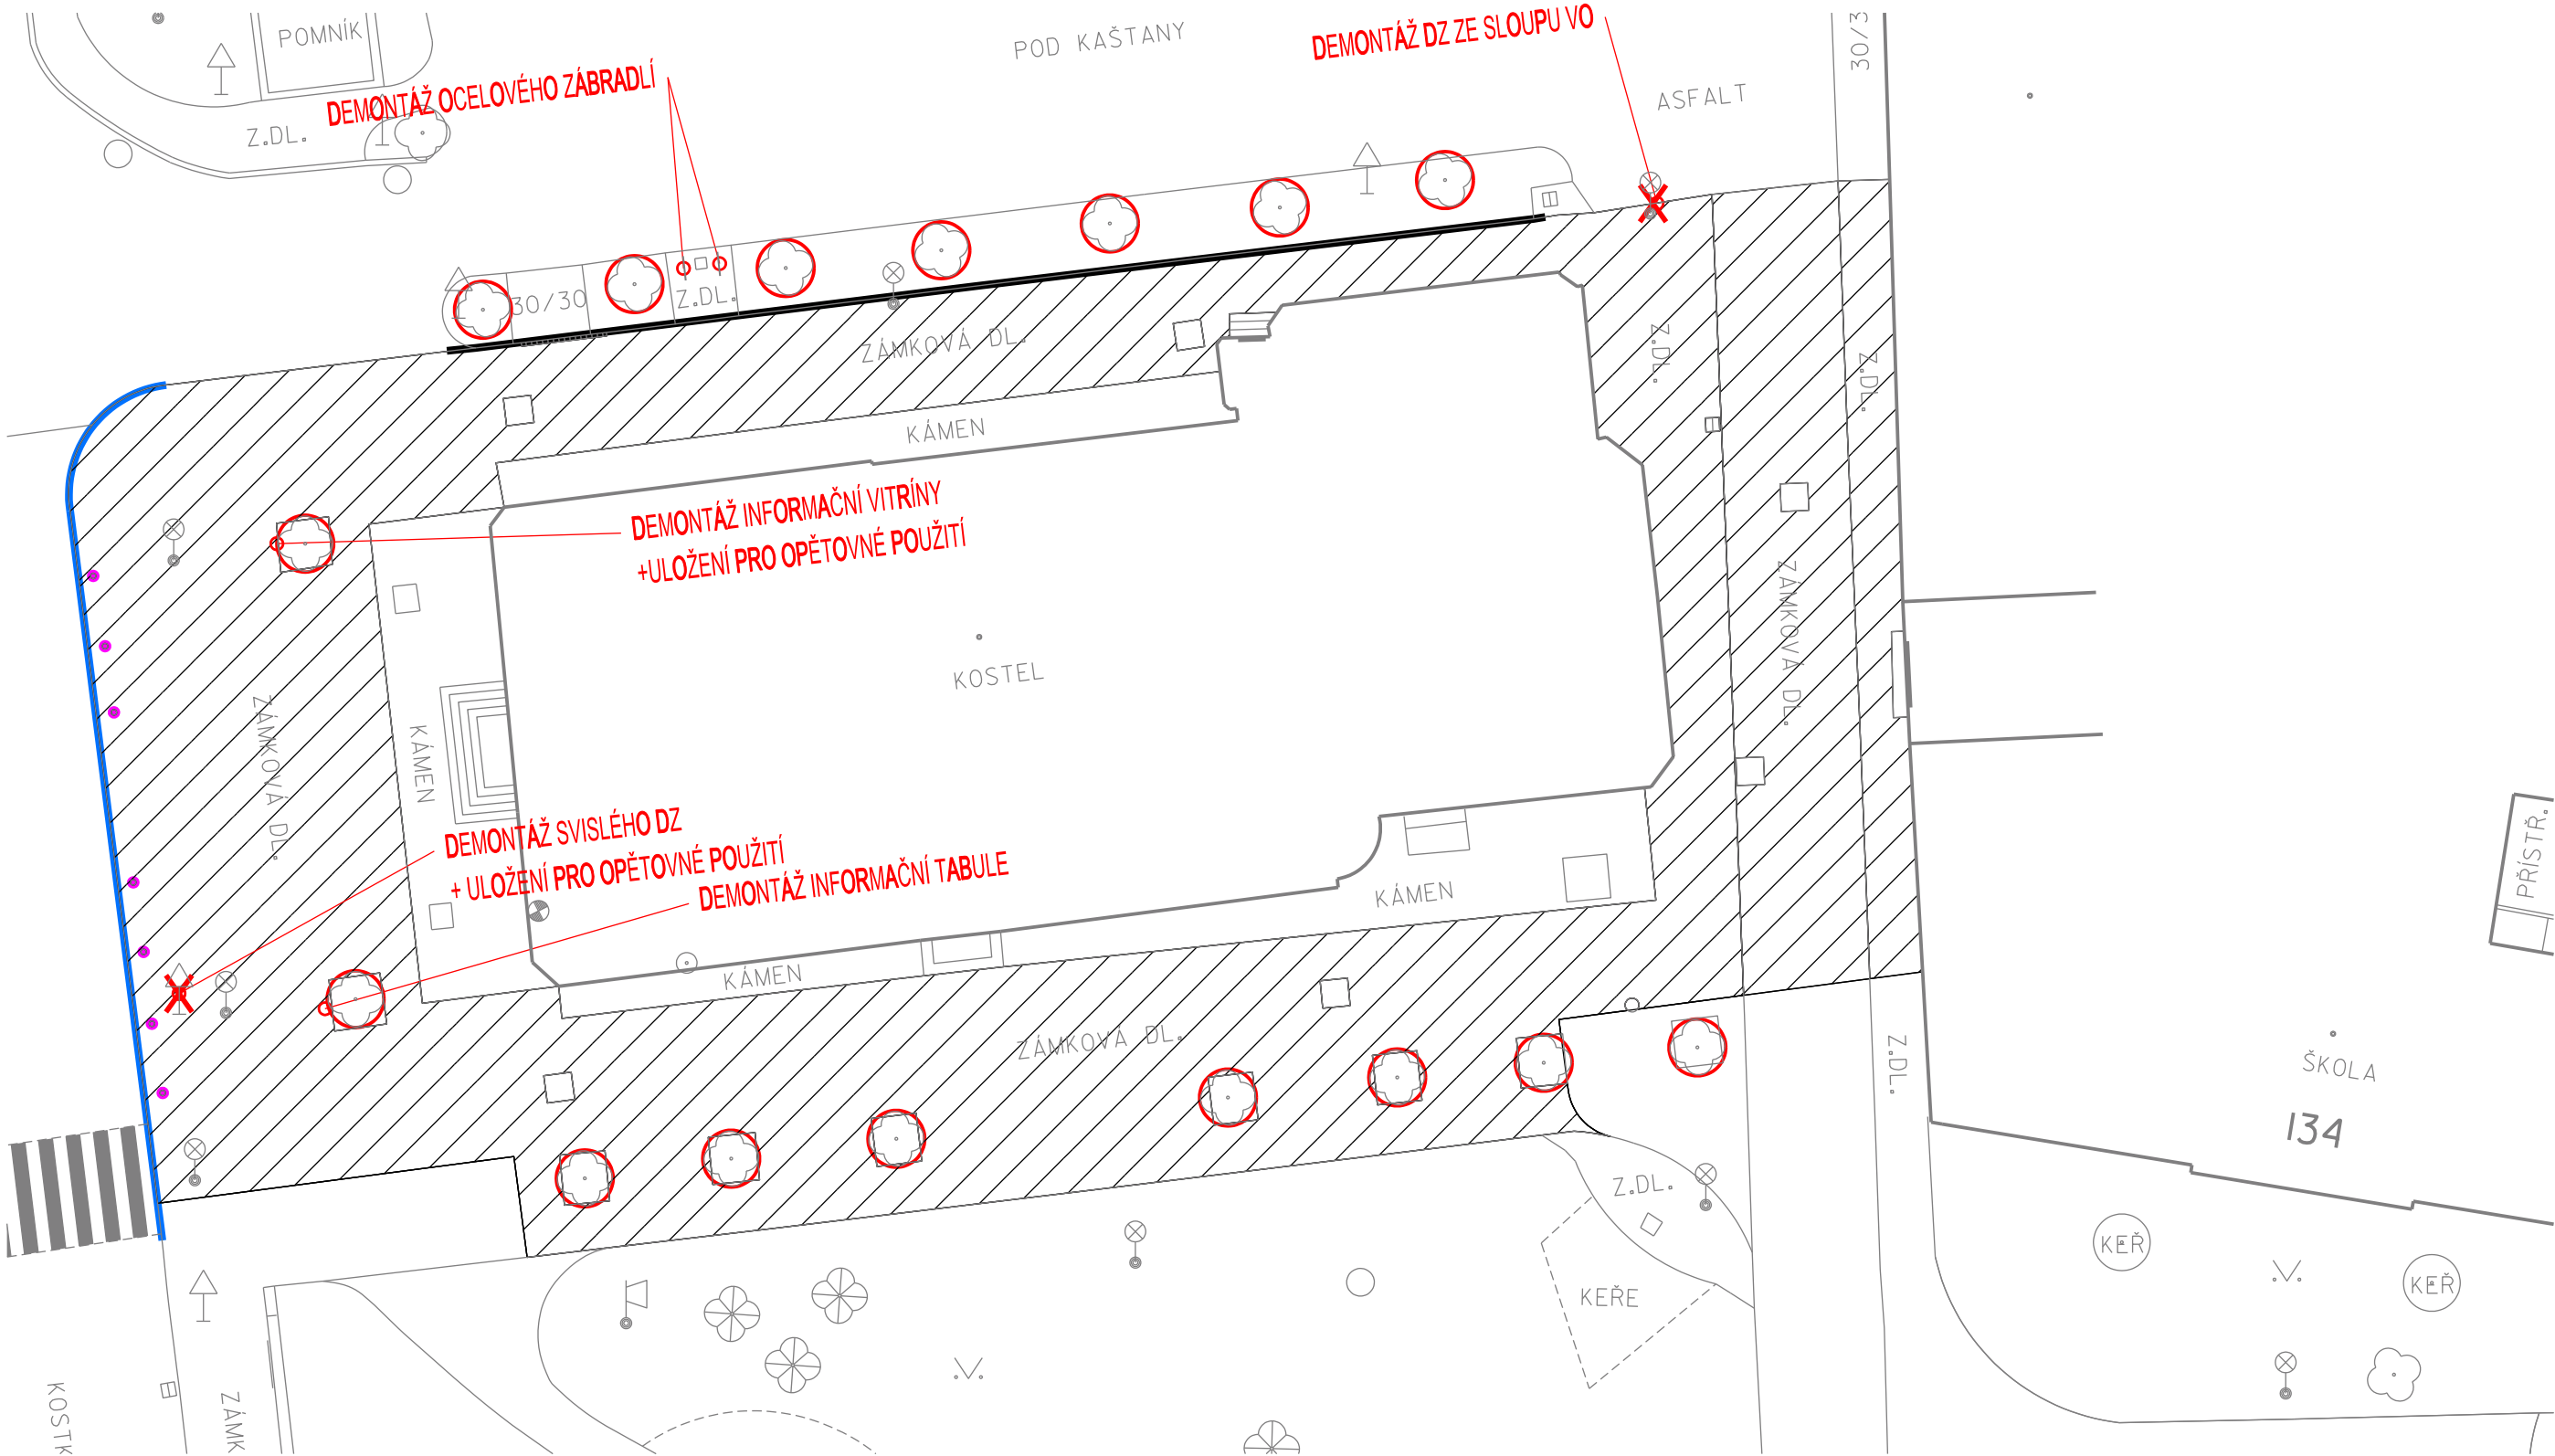 POMNÍK
POD KAŠTANY
DEMONTÁŽ DZ ZE SLOUPU VO
30/3
ASFALT
DEMONTÁŽ OCELOVÉHO ZÁBRADLÍ
Z.DL.
30/30
Z.DL.
ZÁMKOVÁ DL.
Z.DL.
Z.DL.
KÁMEN
DEMONTÁŽ INFORMAČNÍ VITRÍNY
+ULOŽENÍ PRO OPĚTOVNÉ POUŽITÍ
ZÁMKOVÁ DL.
KOSTEL
ZÁMKOVÁ DL.
KÁMEN
DEMONTÁŽ SVISLÉHO DZ
+ ULOŽENÍ PRO OPĚTOVNÉ POUŽITÍ
DEMONTÁŽ INFORMAČNÍ TABULE
PŘÍSTŘ.
KÁMEN
KÁMEN
ZÁMKOVÁ DL.
Z.DL.
ŠKOLA
134
Z.DL.
KEŘ
KEŘ
KEŘE
KOSTK
ZÁMK